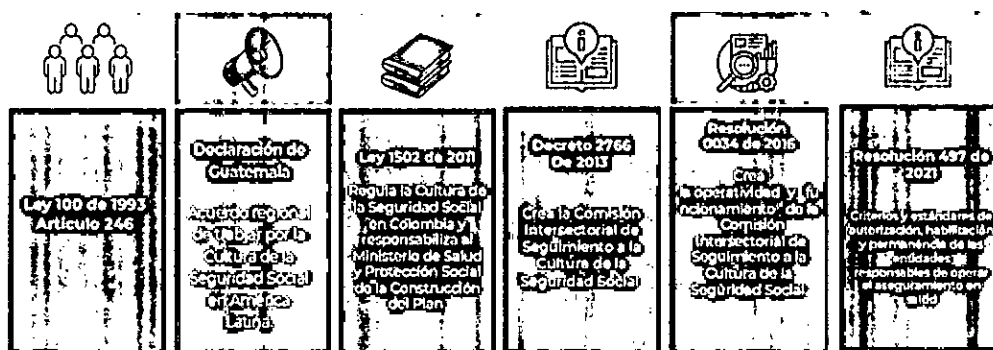 Ley 100 de 1993
Artículo 246
Declaración de
Guatemala
Acuerdo regional
de trabajar por la
Cultura de la
Seguridad Social
en América
Latina.
Ley 1502 de 2011
Regula la Cultura de
la Seguridad Social
en Colombia y
responsabiliza al
Ministerio de Salud
y Protección Social
de la Construcción
del Plan
Decreto 2766
De 2013
Crea la Comisión
Intersectorial de
Seguimiento a la
Cultura de la
Seguridad Social
Resolución
0034 de 2016
Crea
la operatividad y fu
ncionamiento de la
Comisión
Intersectorial de
Seguimiento a la
Cultura de la
Seguridad Social
Resolución 497 de
2021
Criterios y estándares de
autorización, habilitación
y permanencia de las
entidades
responsables de operar
el aseguramiento en
salud